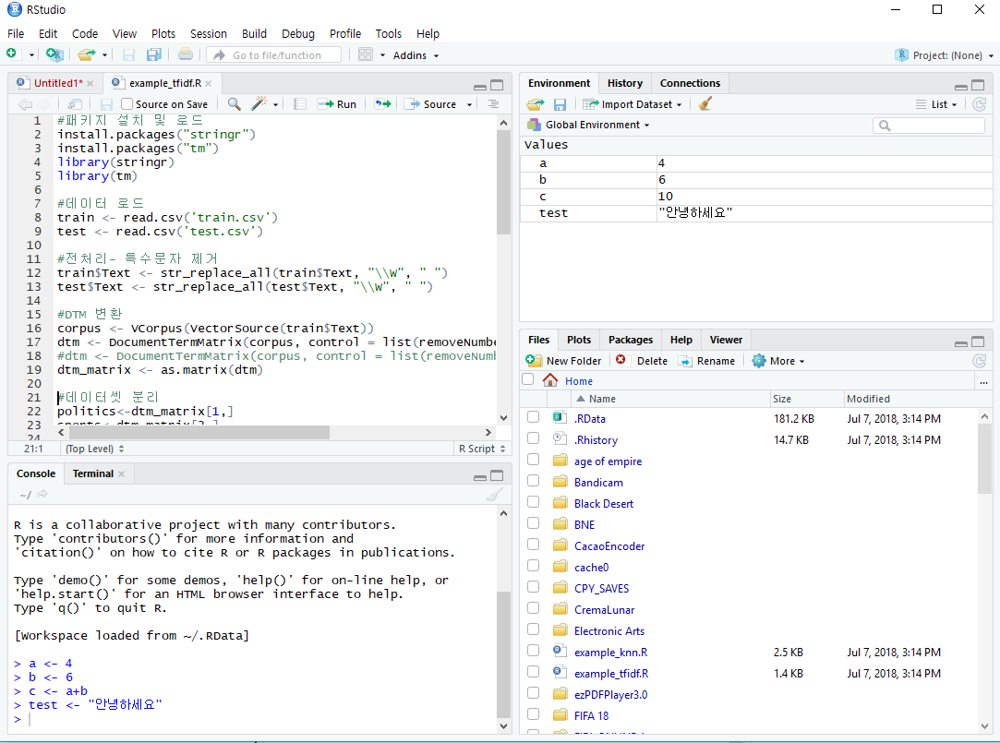 RStudio
File Edit Code View Plots Session Build Debug Profile Tools Help
Go to file/function Addins Project: (None)
Untitled1* example_tfidf.R
Source on Save Run Source
1 #패키지 설치 및 로드
2 install.packages("stringr")
3 install.packages("tm")
4 library(stringr)
5 library(tm)
6
7 #데이터 로드
8 train <- read.csv('train.csv')
9 test <- read.csv('test.csv')
10
11 #전처리- 특수문자 제거
12 train$Text <- str_replace_all(train$Text, "\\W", " ")
13 test$Text <- str_replace_all(test$Text, "\\W", " ")
14
15 #DTM 변환
16 corpus <- VCorpus(VectorSource(train$Text))
17 dtm <- DocumentTermMatrix(corpus, control = list(removeNumbe
18 #dtm <- DocumentTermMatrix(corpus, control = list(removeNumb
19 dtm_matrix <- as.matrix(dtm)
20
21 #데이터셋 분리
22 politics<-dtm_matrix[1,]
23 sports<-dtm_matrix[2,]
24
21:1 (Top Level) R Script
Console Terminal
~/
R is a collaborative project with many contributors.
Type 'contributors()' for more information and
'citation()' on how to cite R or R packages in publications.
Type 'demo()' for some demos, 'help()' for on-line help, or
'help.start()' for an HTML browser interface to help.
Type 'q()' to quit R.
[Workspace loaded from ~/.RData]
> a <- 4
> b <- 6
> c <- a+b
> test <- "안녕하세요"
>
Environment History Connections
Import Dataset List
Global Environment
Values
a 4
b 6
c 10
test "안녕하세요"
Files Plots Packages Help Viewer
New Folder Delete Rename More
Home ...
Name Size Modified
.RData 181.2 KB Jul 7, 2018, 3:14 PM
.Rhistory 14.7 KB Jul 7, 2018, 3:14 PM
age of empire
Bandicam
Black Desert
BNE
CacaoEncoder
cache0
CPY_SAVES
CremaLunar
Electronic Arts
example_knn.R 2.5 KB Jul 7, 2018, 3:14 PM
example_tfidf.R 1.4 KB Jul 7, 2018, 3:14 PM
ezPDFPlayer3.0
FIFA 18